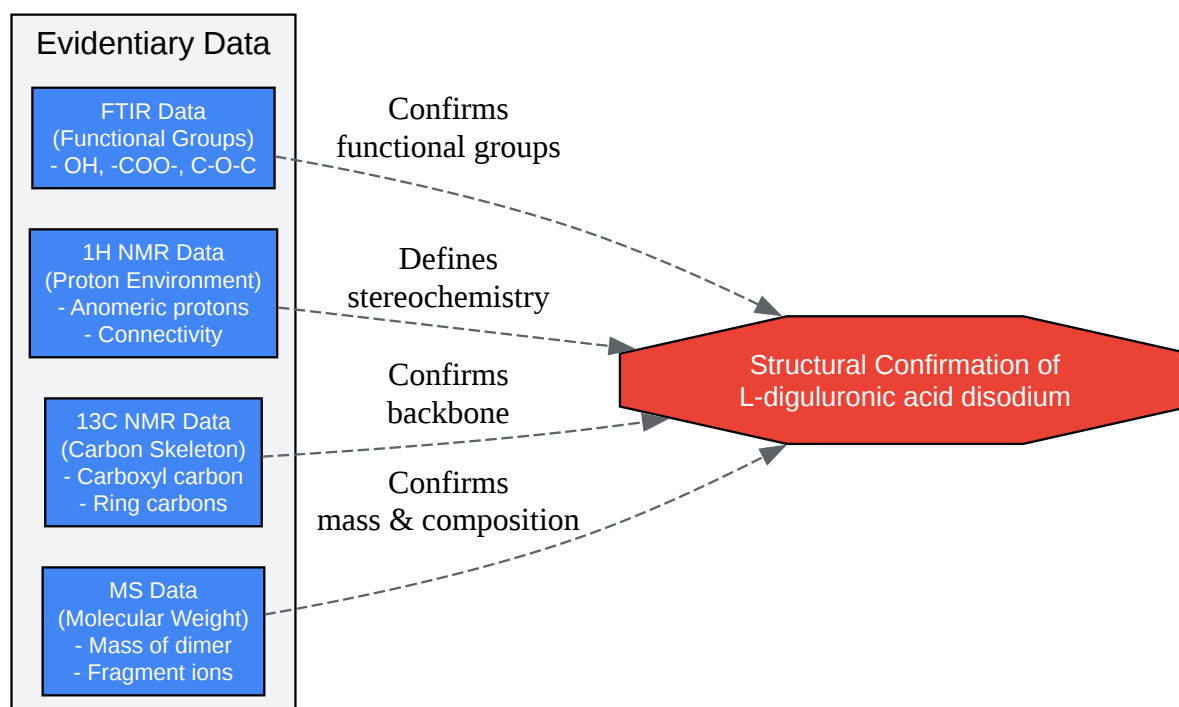 Evidentiary Data
FTIR Data
(Functional Groups)
- OH, -COO-, C-O-C
Confirms
functional groups
1H NMR Data
(Proton Environment)
- Anomeric protons
- Connectivity
Defines
stereochemistry
13C NMR Data
(Carbon Skeleton)
- Carboxyl carbon
- Ring carbons
Confirms
backbone
MS Data
(Molecular Weight)
- Mass of dimer
- Fragment ions
Confirms
mass & composition
Structural Confirmation of
L-diguluronic acid disodium